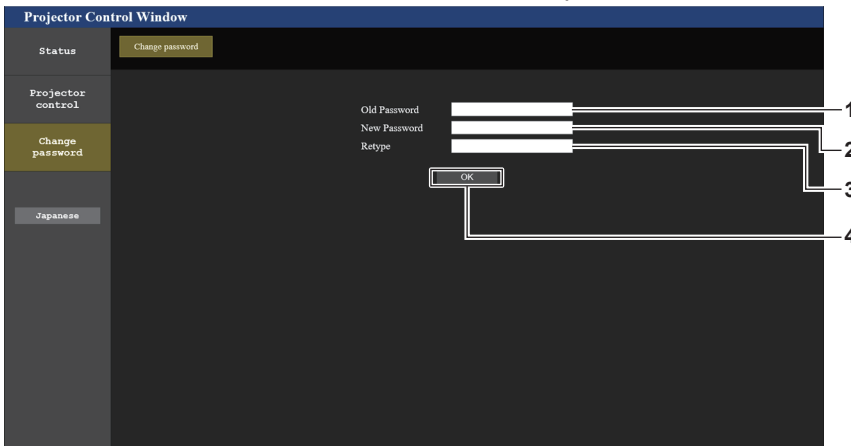 Projector Control Window
Status
Change password
Projector
control
Old Password
1
New Password
2
Change
password
Retype
3
OK
4
Japanese